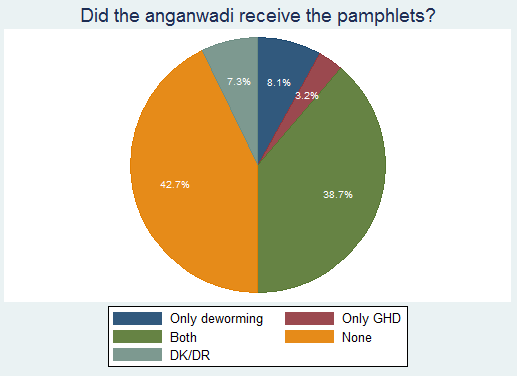 Did the anganwadi receive the pamphlets?
7.3%
8.1%
3.2%
42.7%
38.7%
Only deworming
Only GHD
Both
None
DK/DR